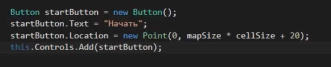 Button startButton = new Button();
startButton.Text = "Начать";
startButton.Location = new Point(0, mapSize * cellSize + 20);
this.Controls.Add(startButton);